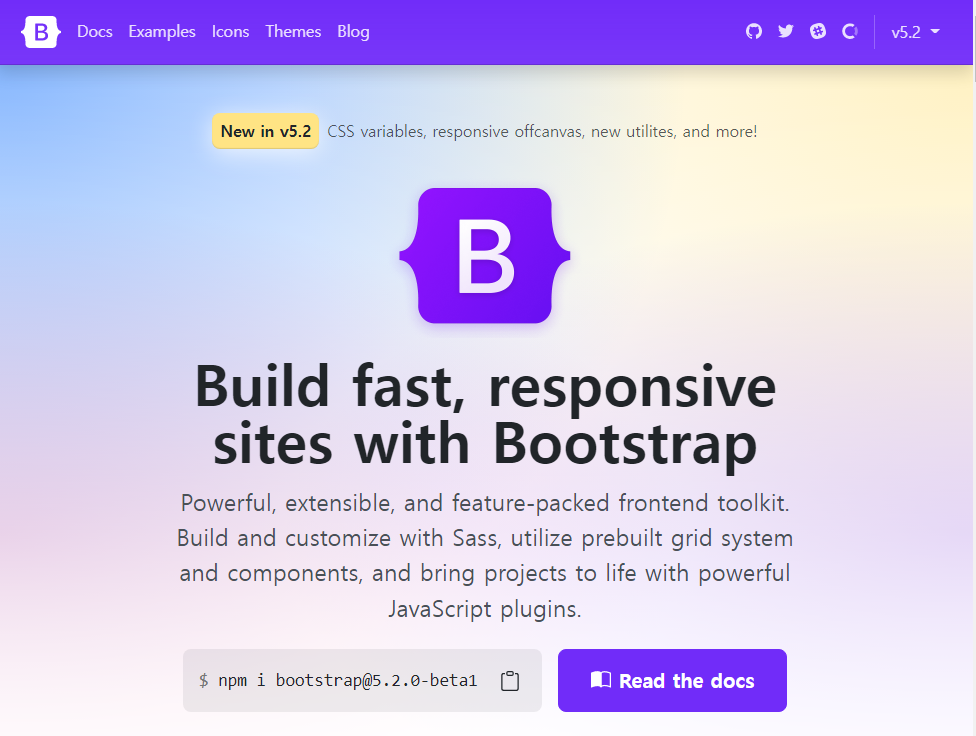 B Docs Examples Icons Themes Blog v5.2
New in v5.2 CSS variables, responsive offcanvas, new utilites, and more!
B
Build fast, responsive
sites with Bootstrap
Powerful, extensible, and feature-packed frontend toolkit.
Build and customize with Sass, utilize prebuilt grid system
and components, and bring projects to life with powerful
JavaScript plugins.
$ npm i bootstrap@5.2.0-beta1 Read the docs